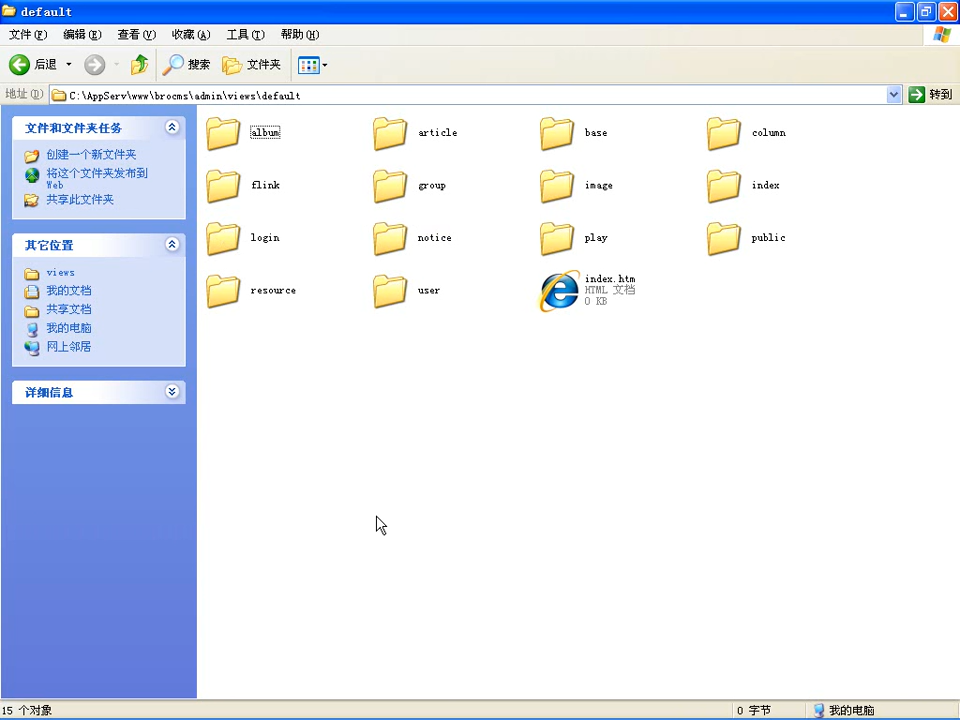 default
文件(F) 编辑(E) 查看(V) 收藏(A) 工具(T) 帮助(H)
后退 搜索 文件夹
地址(D) C:\AppServ\www\brocms\admin\views\default 转到
文件和文件夹任务
创建一个新文件夹
将这个文件夹发布到
Web
共享此文件夹
其它位置
views
我的文档
共享文档
我的电脑
网上邻居
详细信息
album article base column
flink group image index
login notice play public
resource user index.htm
HTML 文档
0 KB
15 个对象 0 字节 我的电脑